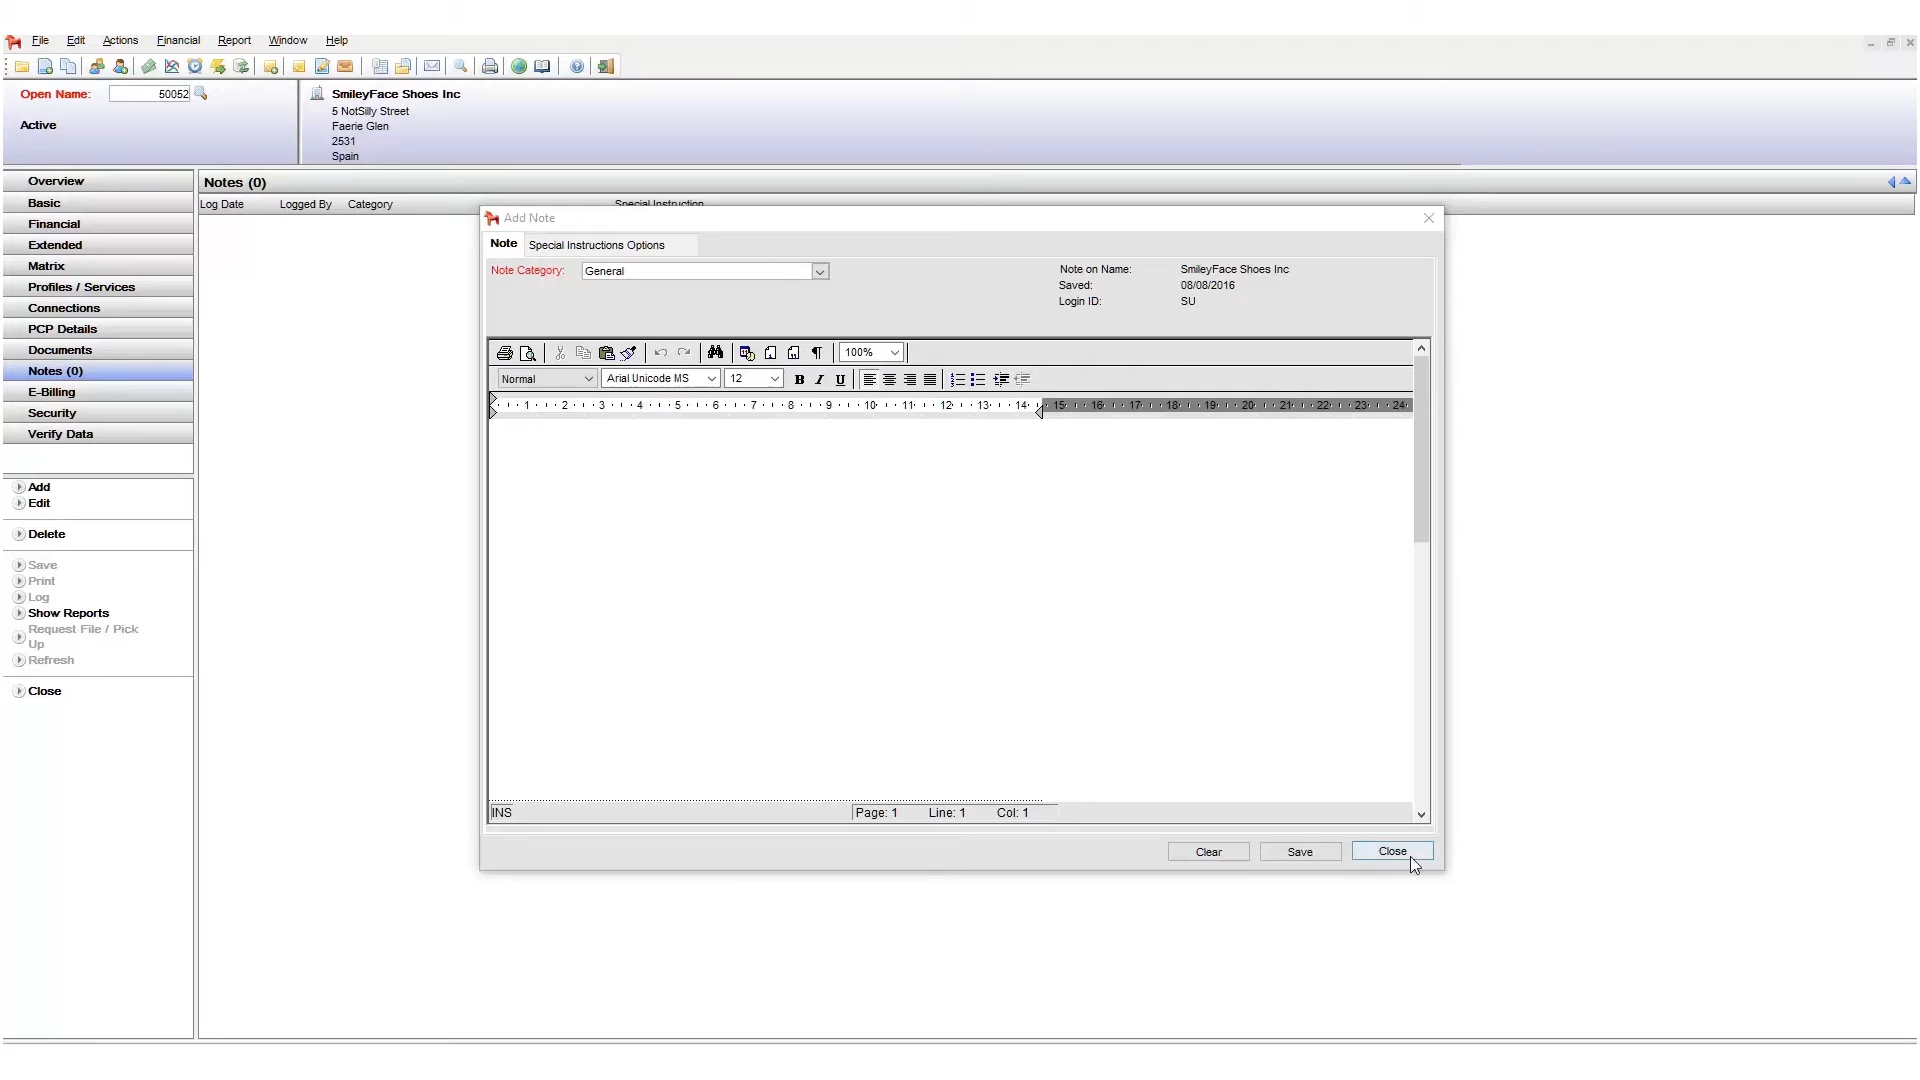 File Edit Actions Financial Report Window Help
Open Name: 50052
Active
SmileyFace Shoes Inc
5 NotSilly Street
Faerie Glen
2531
Spain
Overview
Basic
Financial
Extended
Matrix
Profiles / Services
Connections
PCP Details
Documents
Notes (0)
E-Billing
Security
Verify Data
Add
Edit
Delete
Save
Print
Log
Show Reports
Request File / Pick
Up
Refresh
Close
Notes (0)
Log Date Logged By Category Special Instruction
Add Note
Note Special Instructions Options
Note Category: General
Note on Name: SmileyFace Shoes Inc
Saved: 08/08/2016
Login ID: SU
100%
Normal Arial Unicode MS 12 B I U
1 2 3 4 5 6 7 8 9 10 11 12 13 14 15 16 17 18 19 20 21 22 23 24
INS Page: 1 Line: 1 Col: 1
Clear Save Close